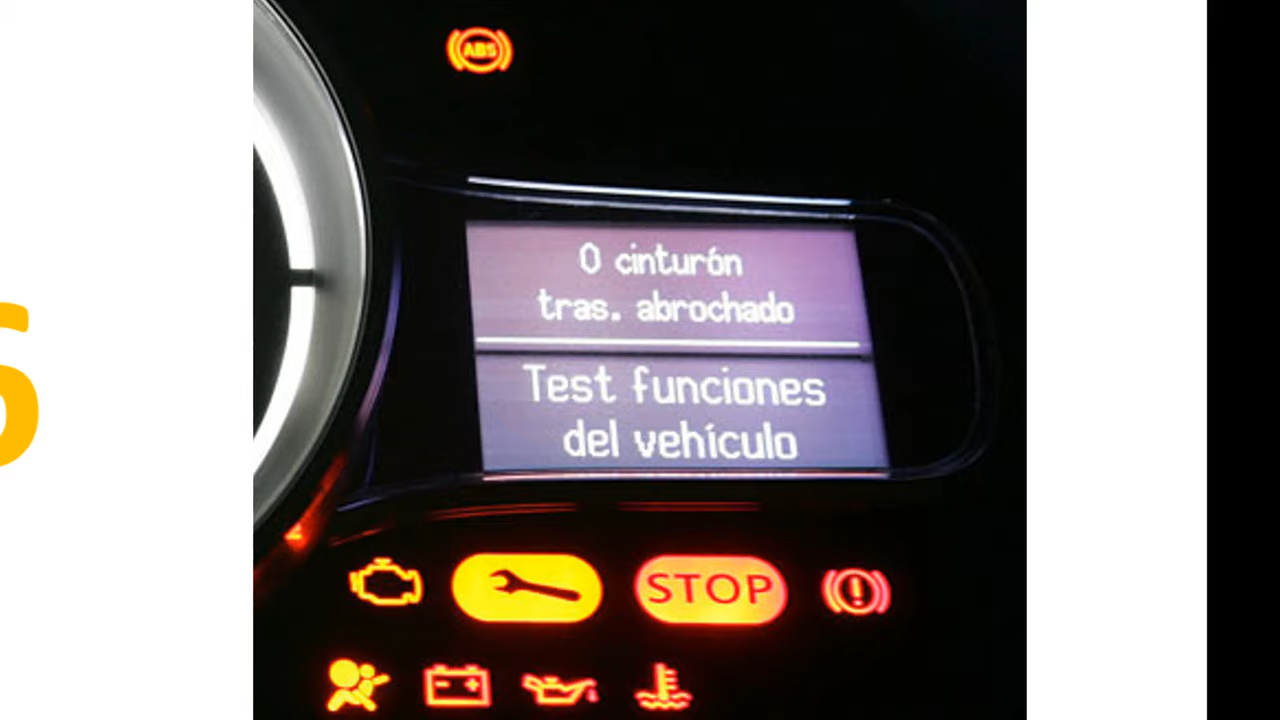 ABS
0 cinturón
tras. abrochado
Test funciones
del vehículo
STOP